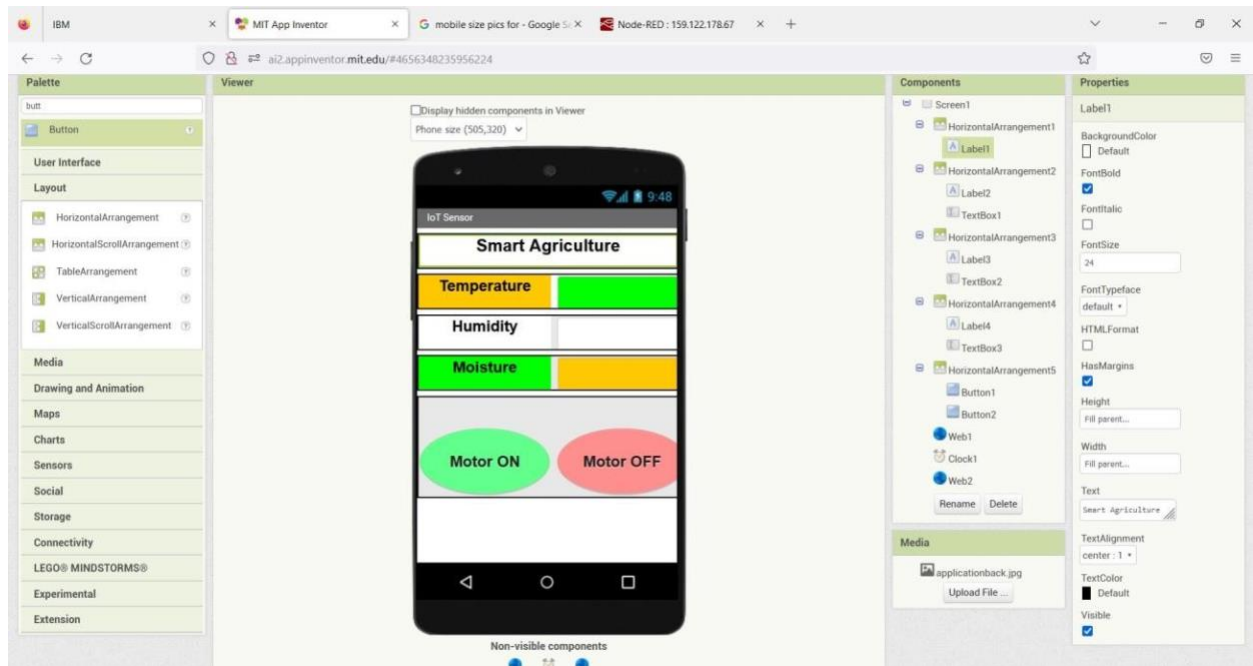 IBM
MIT App Inventor
mobile size pics for - Google Se
Node-RED : 159.122.178.67
ai2.appinventor.mit.edu/#4656348235956224
Palette
butt
Button
User Interface
Layout
HorizontalArrangement
HorizontalScrollArrangement
TableArrangement
VerticalArrangement
VerticalScrollArrangement
Media
Drawing and Animation
Maps
Charts
Sensors
Social
Storage
Connectivity
LEGO® MINDSTORMS®
Experimental
Extension
Viewer
Display hidden components in Viewer
Phone size (505,320)
9:48
IoT Sensor
Smart Agriculture
Temperature
Humidity
Moisture
Motor ON Motor OFF
Non-visible components
Components
Screen1
HorizontalArrangement1
Label1
HorizontalArrangement2
Label2
TextBox1
HorizontalArrangement3
Label3
TextBox2
HorizontalArrangement4
Label4
TextBox3
HorizontalArrangement5
Button1
Button2
Web1
Clock1
Web2
Rename Delete
Media
applicationback.jpg
Upload File ...
Properties
Label1
BackgroundColor
Default
FontBold
FontItalic
FontSize
24
FontTypeface
default
HTMLFormat
HasMargins
Height
Fill parent...
Width
Fill parent...
Text
Smart Agriculture
TextAlignment
center : 1
TextColor
Default
Visible